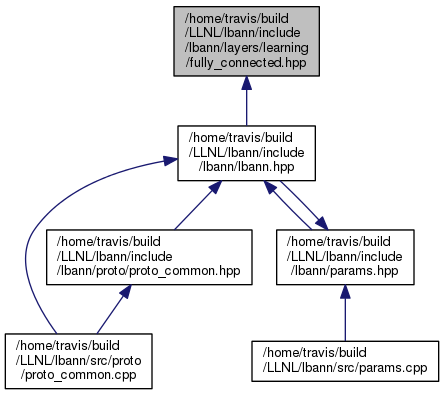 /home/travis/build
/LLNL/lbann/include
/lbann/layers/learning
/fully_connected.hpp
/home/travis/build
/LLNL/lbann/include
/lbann/lbann.hpp
/home/travis/build
/LLNL/lbann/include
/lbann/proto/proto_common.hpp
/home/travis/build
/LLNL/lbann/include
/lbann/params.hpp
/home/travis/build
/LLNL/lbann/src/proto
/proto_common.cpp
/home/travis/build
/LLNL/lbann/src/params.cpp